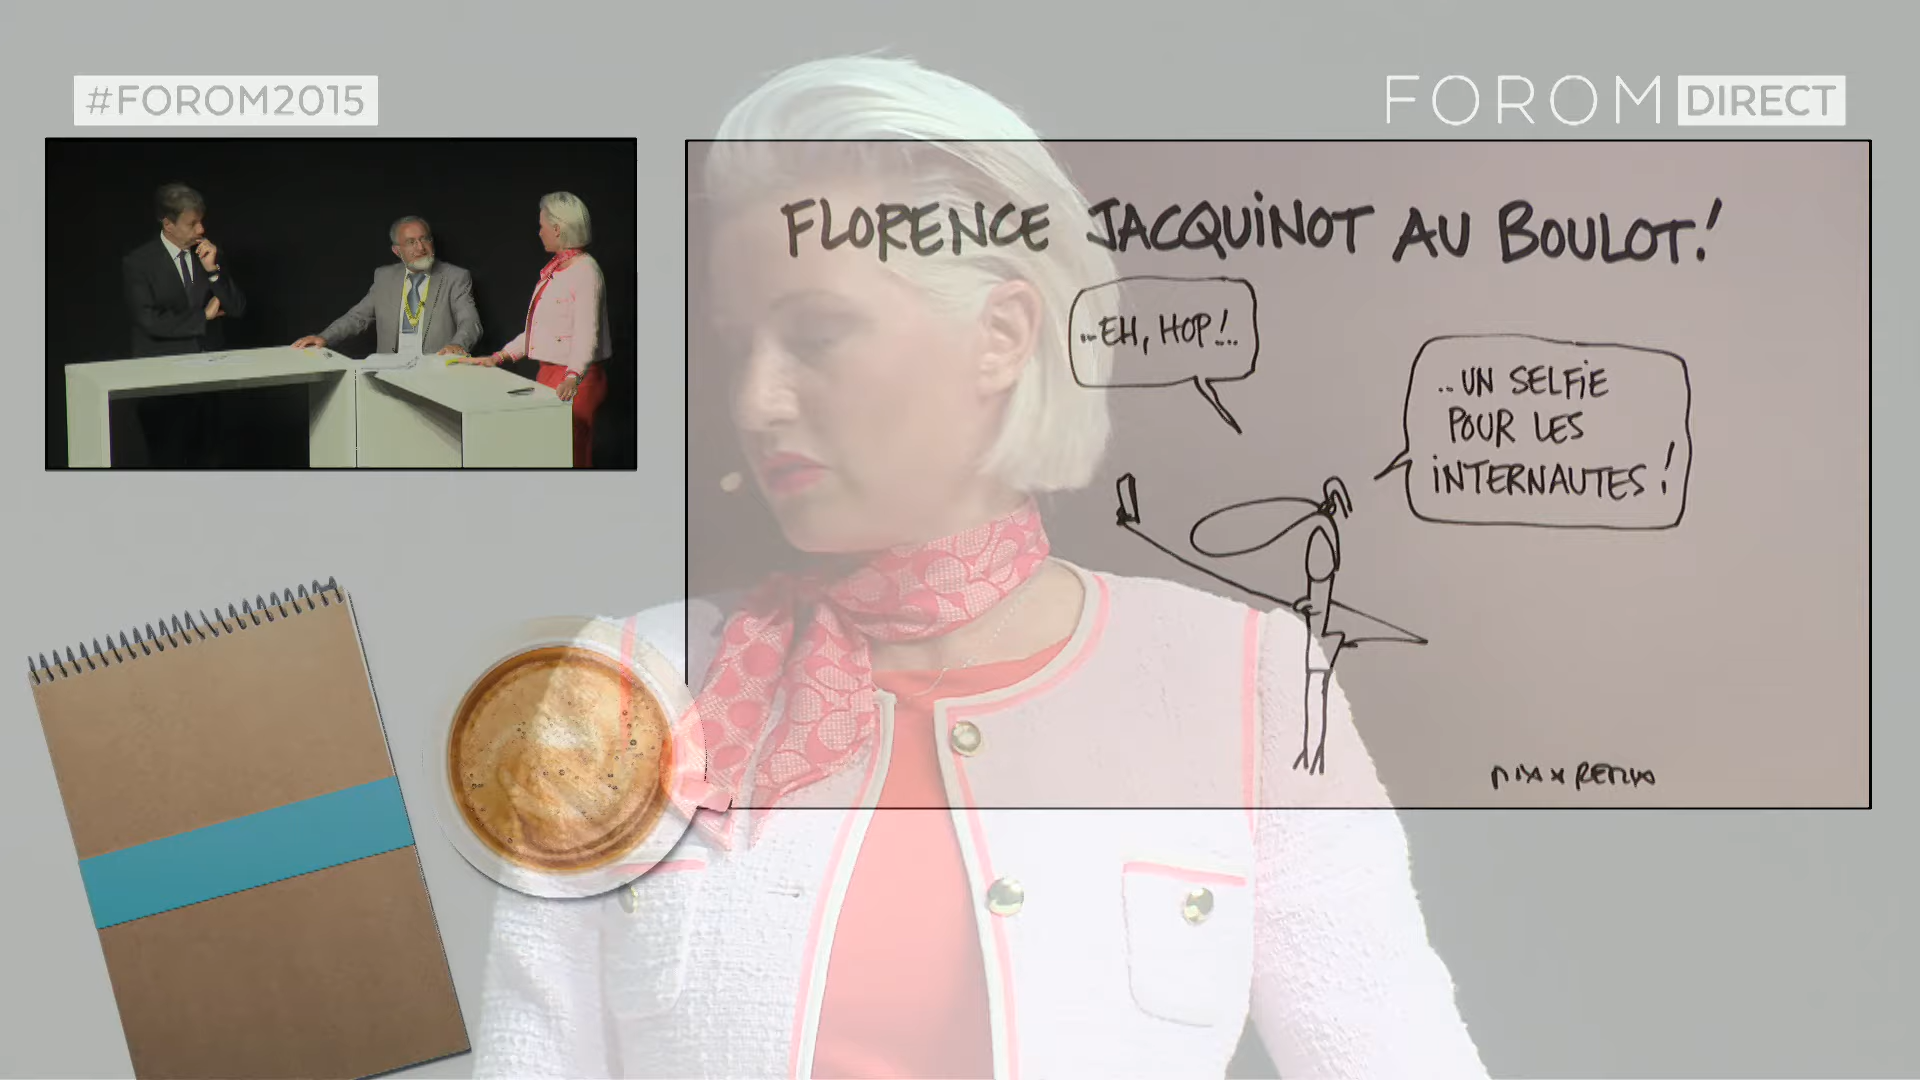 #FOROM2015
FOROM DIRECT
FLORENCE JACQUINOT AU BOULOT!
..EH, HOP!..
..UN SELFIE
POUR LES
INTERNAUTES!